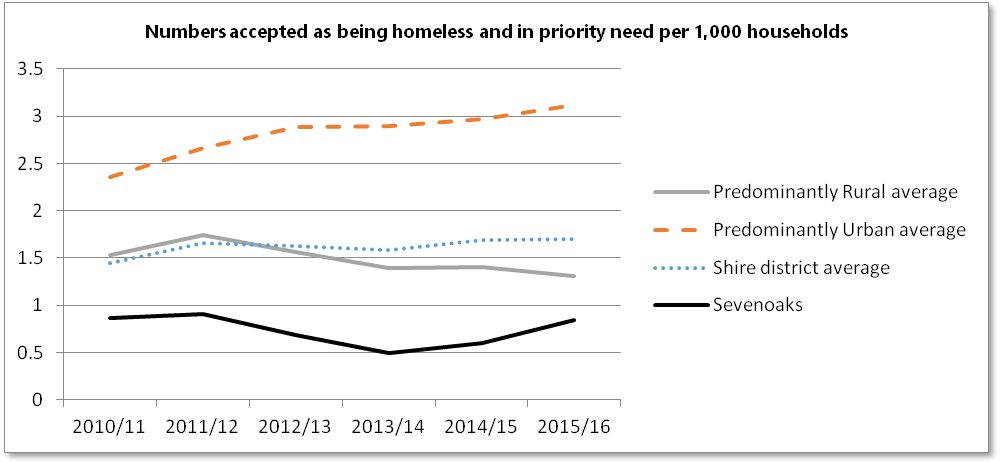 Numbers accepted as being homeless and in priority need per 1,000 households
3.5
3
2.5
2
1.5
1
0.5
0
2010/11 2011/12 2012/13 2013/14 2014/15 2015/16
Predominantly Rural average
Predominantly Urban average
Shire district average
Sevenoaks